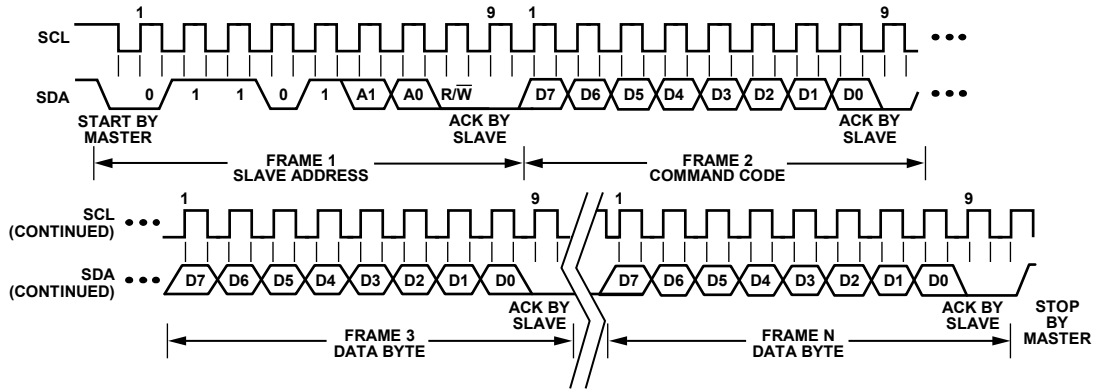 1 9 1 9
SCL
SDA 0 1 1 0 1 A1 A0 R/W̅ D7 D6 D5 D4 D3 D2 D1 D0
START BY MASTER
ACK BY SLAVE
ACK BY SLAVE
FRAME 1
SLAVE ADDRESS
FRAME 2
COMMAND CODE
1 9 1 9
SCL
(CONTINUED)
SDA
(CONTINUED)
D7 D6 D5 D4 D3 D2 D1 D0 D7 D6 D5 D4 D3 D2 D1 D0
ACK BY
SLAVE
ACK BY
SLAVE
STOP
BY
MASTER
FRAME 3
DATA BYTE
FRAME N
DATA BYTE